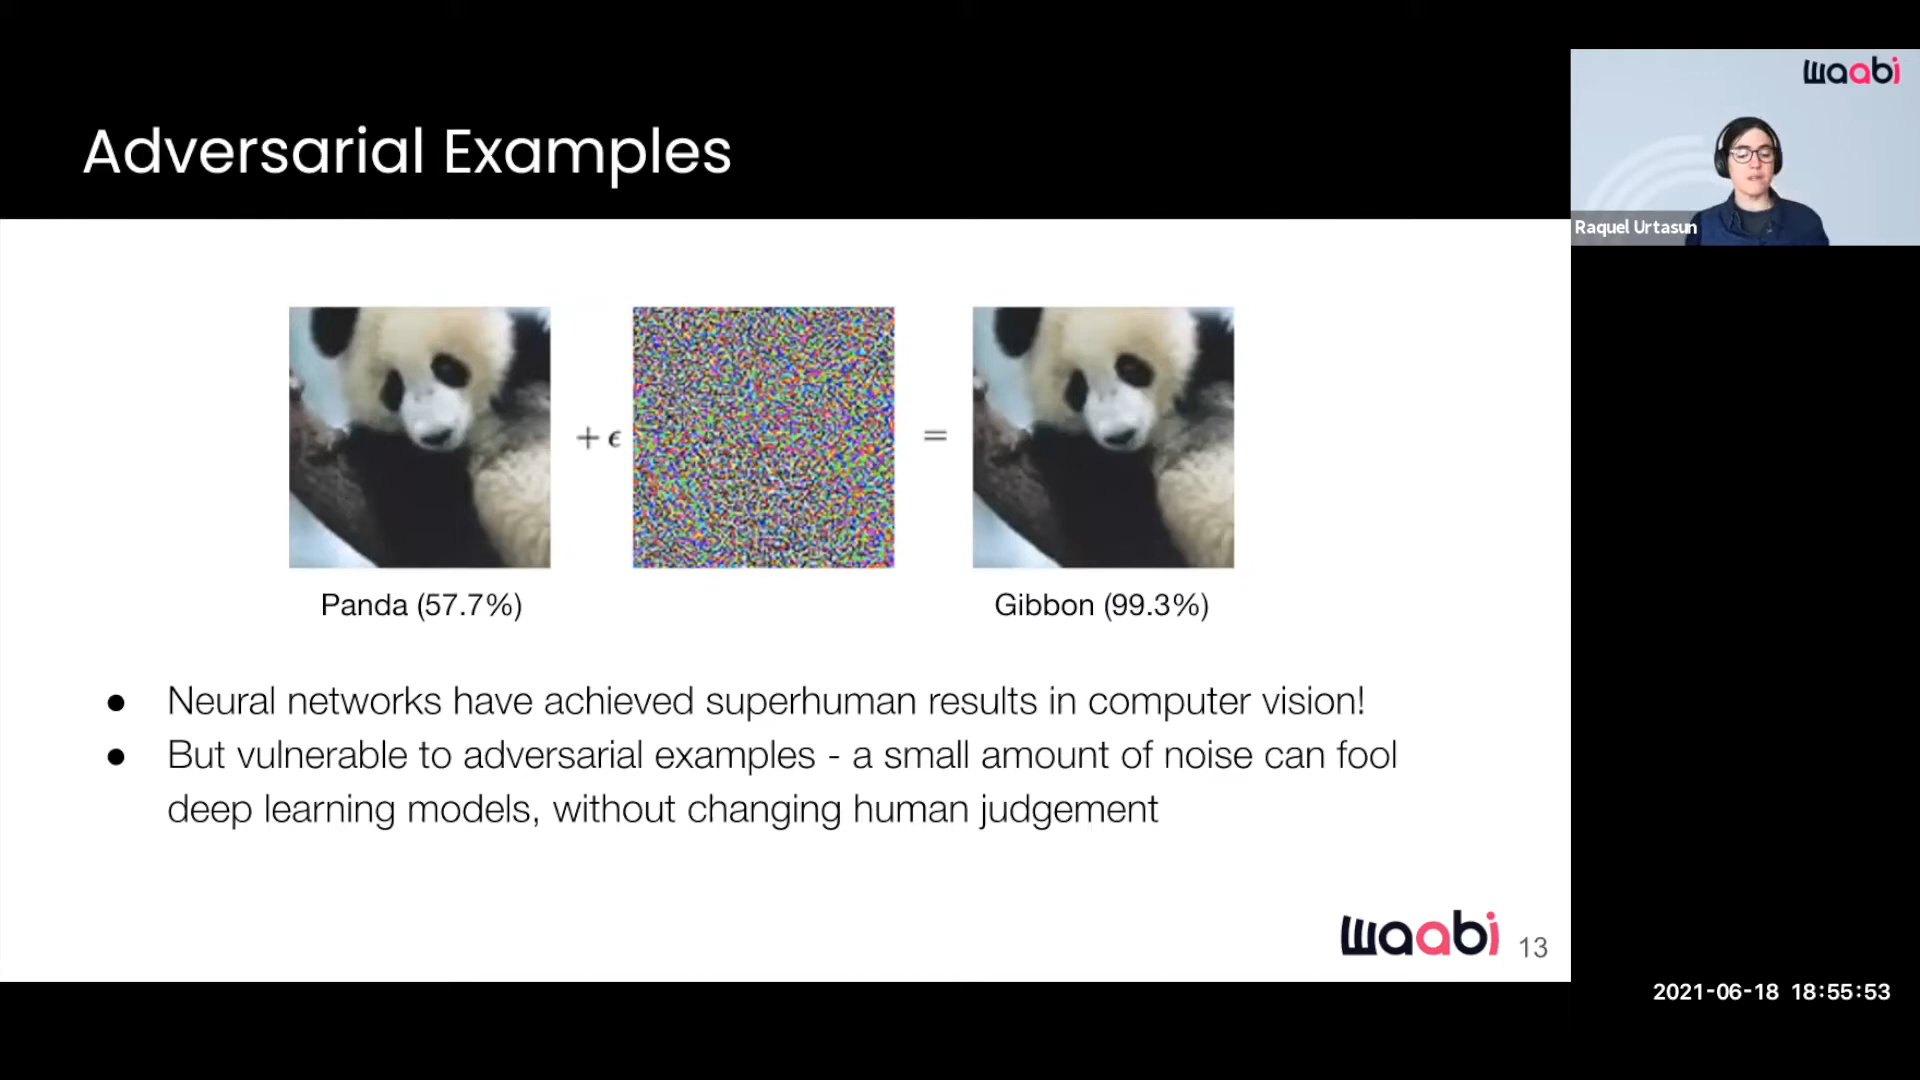 waabi
Adversarial Examples
Raquel Urtasun
+ ϵ
=
Panda (57.7%)
Gibbon (99.3%)
● Neural networks have achieved superhuman results in computer vision!
● But vulnerable to adversarial examples - a small amount of noise can fool
deep learning models, without changing human judgement
waabi 13
2021-06-18 18:55:53